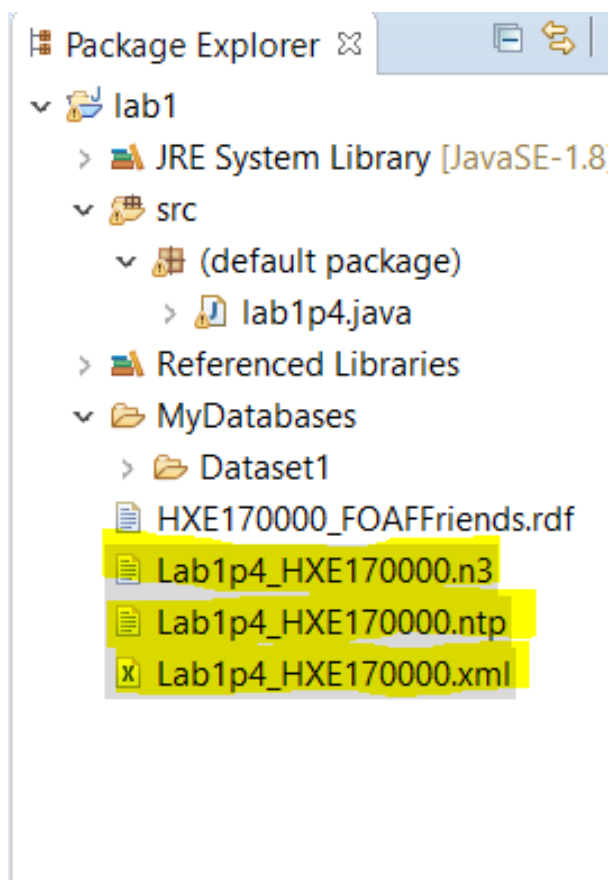 Package Explorer
lab1
JRE System Library [JavaSE-1.8]
src
(default package)
lab1p4.java
Referenced Libraries
MyDatabases
Dataset1
HXE170000_FOAFFriends.rdf
Lab1p4_HXE170000.n3
Lab1p4_HXE170000.ntp
Lab1p4_HXE170000.xml